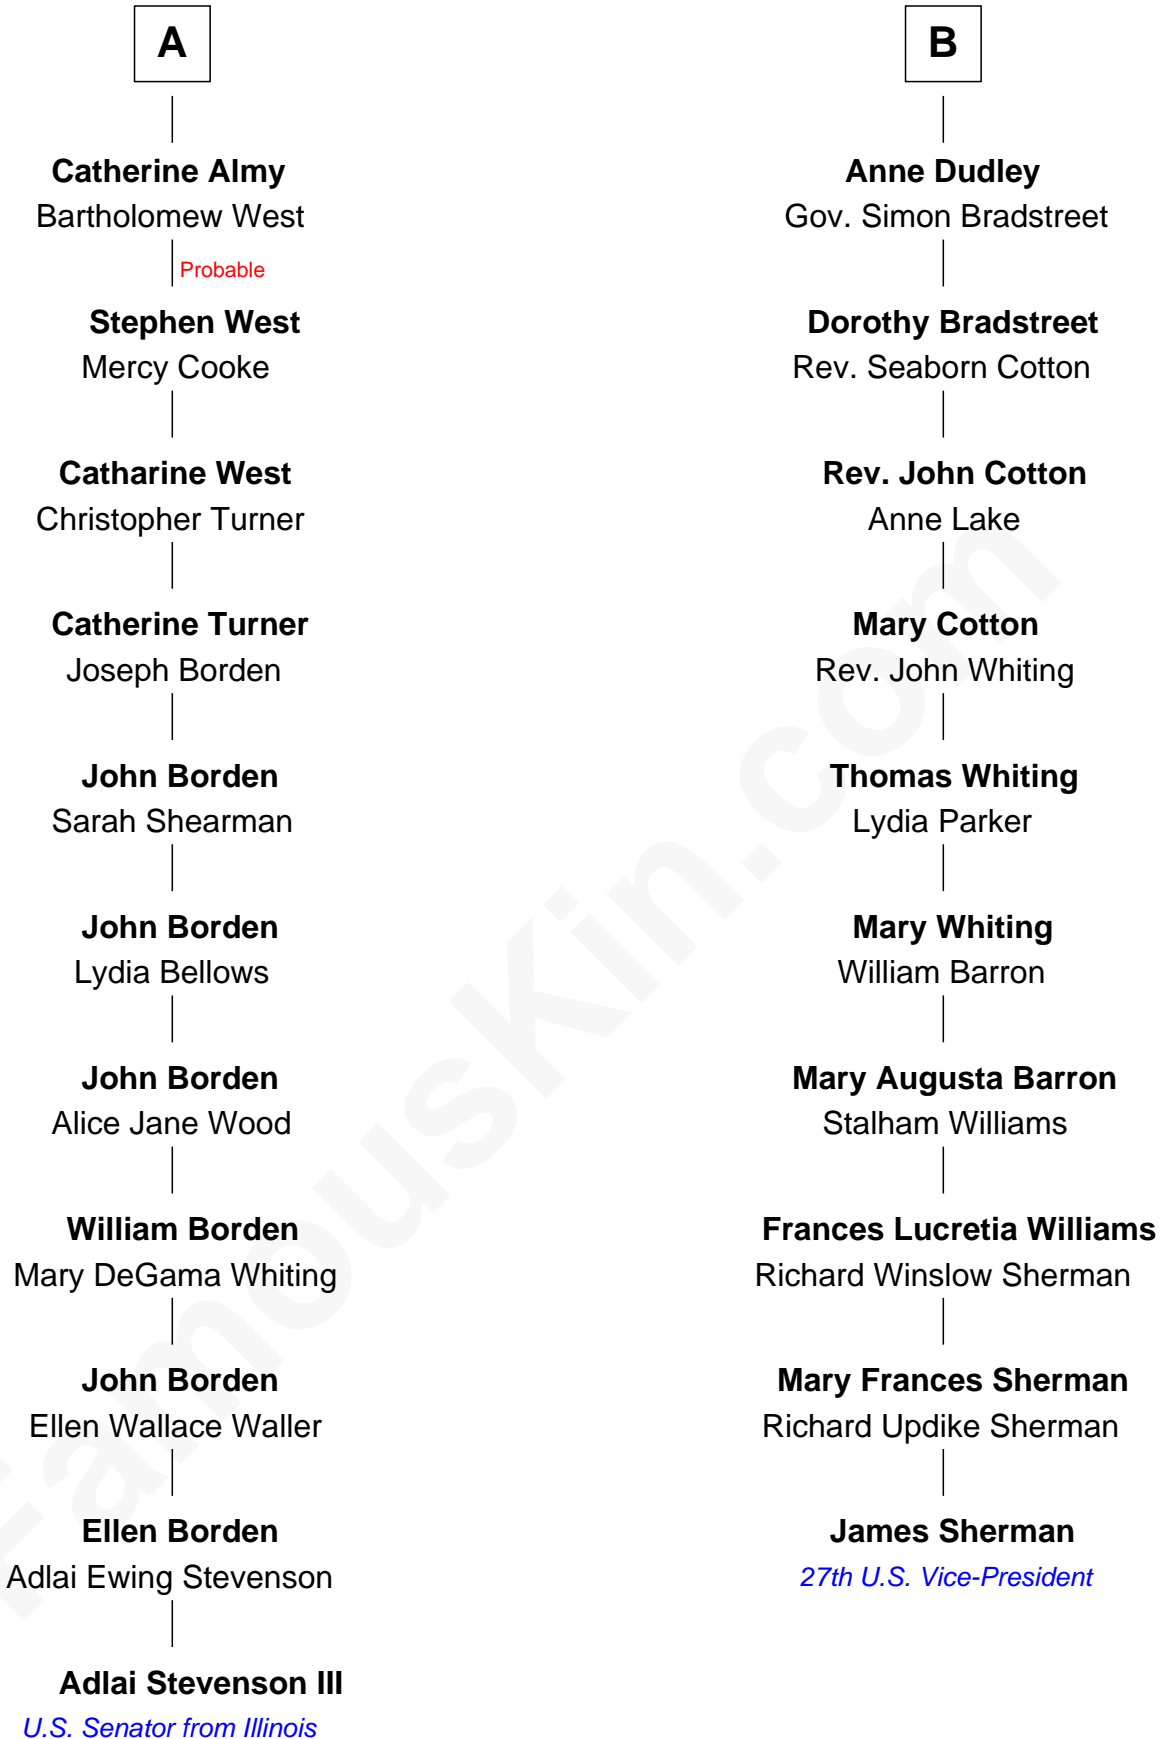 A
Catherine Almy
Bartholomew West
Probable
Stephen West
Mercy Cooke
Catharine West
Christopher Turner
Catherine Turner
Joseph Borden
John Borden
Sarah Shearman
John Borden
Lydia Bellows
John Borden
Alice Jane Wood
William Borden
Mary DeGama Whiting
John Borden
Ellen Wallace Waller
Ellen Borden
Adlai Ewing Stevenson
Adlai Stevenson III
U.S. Senator from Illinois
B
Anne Dudley
Gov. Simon Bradstreet
Dorothy Bradstreet
Rev. Seaborn Cotton
Rev. John Cotton
Anne Lake
Mary Cotton
Rev. John Whiting
Thomas Whiting
Lydia Parker
Mary Whiting
William Barron
Mary Augusta Barron
Stalham Williams
Frances Lucretia Williams
Richard Winslow Sherman
Mary Frances Sherman
Richard Updike Sherman
James Sherman
27th U.S. Vice-President
FamousKin.com